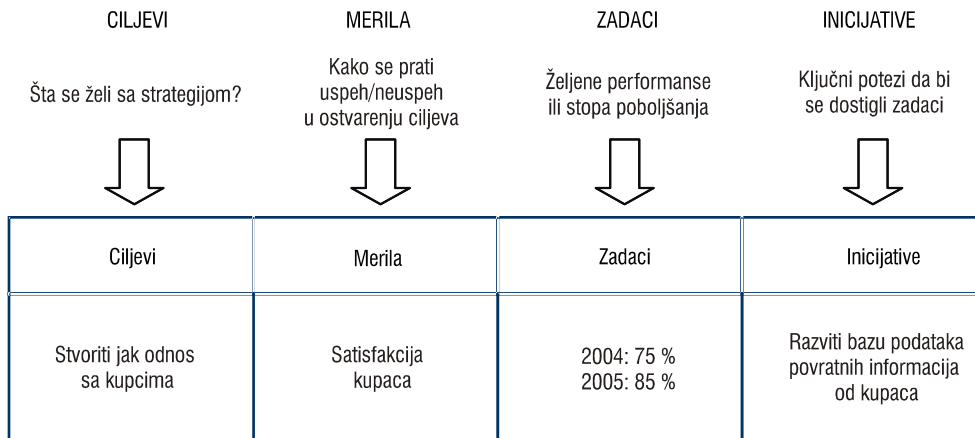 CILJEVI
MERILA
ZADACI
INICIJATIVE
Šta se želi sa strategijom?
Kako se prati
uspeh/neuspeh
u ostvarenju ciljeva
Željene performanse
ili stopa poboljšanja
Ključni potezi da bi
se dostigli zadaci
Ciljevi
Merila
Zadaci
Inicijative
Stvoriti jak odnos
sa kupcima
Satisfakcija
kupaca
2004: 75 %
2005: 85 %
Razviti bazu podataka
povratnih informacija
od kupaca